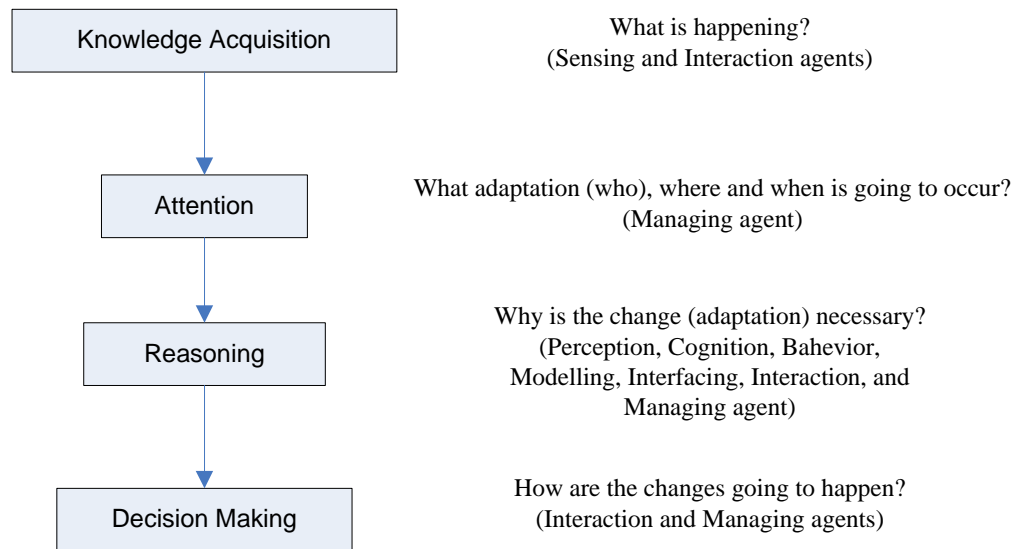 Knowledge Acquisition
What is happening?
(Sensing and Interaction agents)
Attention
What adaptation (who), where and when is going to occur?
(Managing agent)
Reasoning
Why is the change (adaptation) necessary?
(Perception, Cognition, Bahevior,
Modelling, Interfacing, Interaction, and
Managing agent)
Decision Making
How are the changes going to happen?
(Interaction and Managing agents)